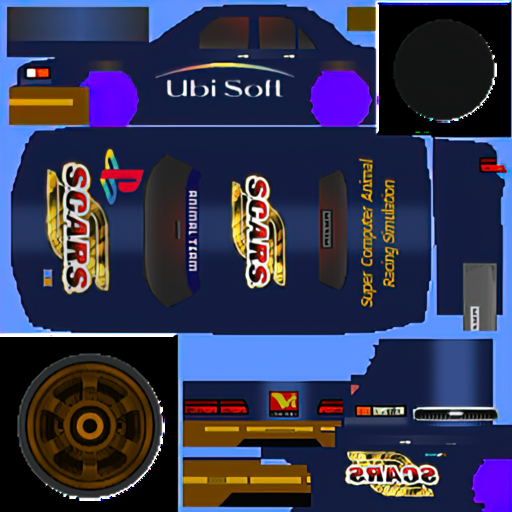 Ubi Soft
SCARS
ANIMAL TEAM
SCARS
Super Computer Animal
Racing Simulation
SCARS